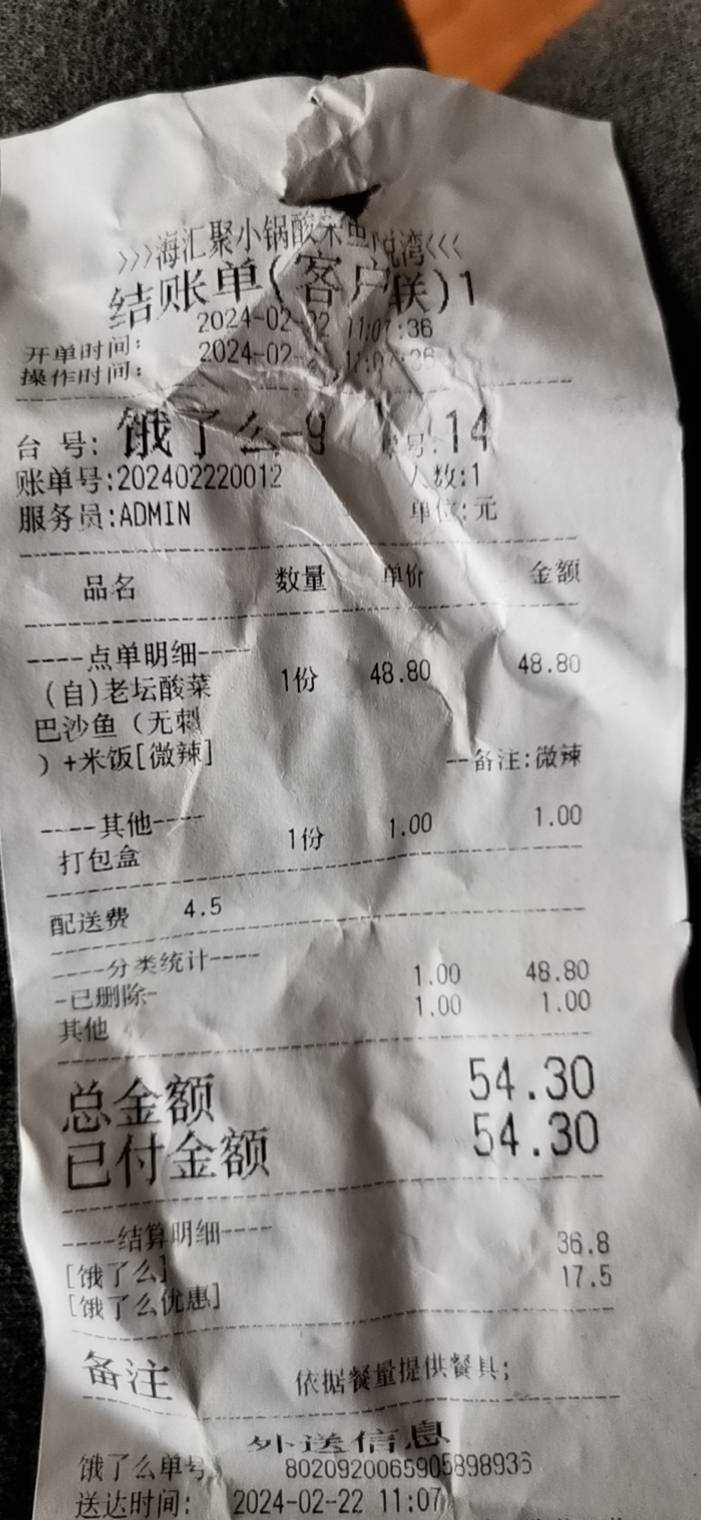 >>>海汇聚小锅酸菜鱼 湾<<<
结账单(客户联)1
开单时间: 2024-02-22 11:07:36
操作时间: 2024-02-
台 号: 饿了么-9 单号:14
账单号:202402220012 人数:1
服务员:ADMIN 单位:元
品名 数量 单价 金额
----点单明细----
(自)老坛酸菜 1份 48.80 48.80
巴沙鱼(无刺
)+米饭[微辣]
--备注:微辣
----其他----
打包盒 1份 1.00 1.00
配送费 4.5
----分类统计----
-已删除- 1.00 48.80
其他 1.00 1.00
总金额 54.30
已付金额 54.30
----结算明细----
[饿了么] 36.8
[饿了么优惠] 17.5
备注 依据餐量提供餐具;
外送信息
饿了么单号 8020920065905898936
送达时间: 2024-02-22 11:07